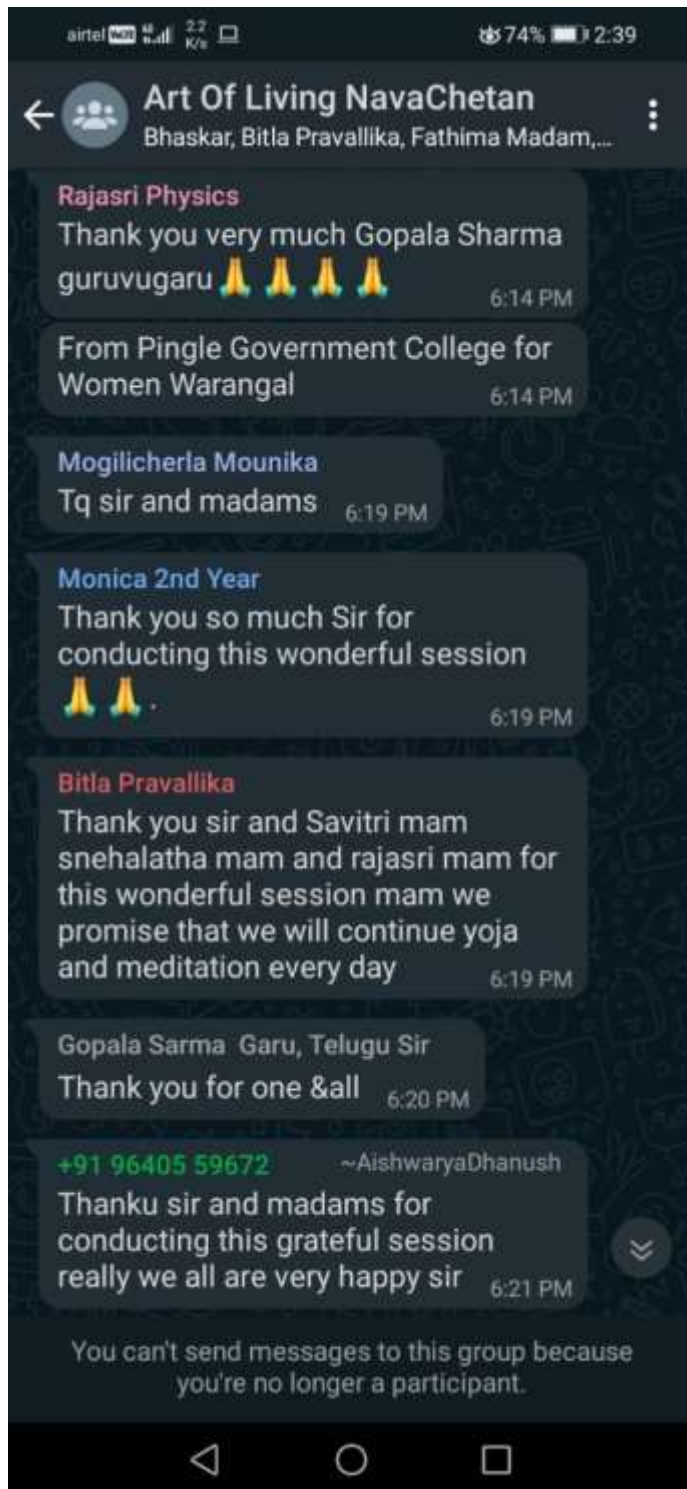 airtel VoLTE 2.2 K/s 74% 2:39
Art Of Living NavaChetan
Bhaskar, Bitla Pravallika, Fathima Madam,...
Rajasri Physics
Thank you very much Gopala Sharma
guruvugaru🙏 🙏 🙏 🙏
6:14 PM
From Pingle Government College for
Women Warangal
6:14 PM
Mogilicherla Mounika
Tq sir and madams 6:19 PM
Monica 2nd Year
Thank you so much Sir for
conducting this wonderful session
🙏 🙏 .
6:19 PM
Bitla Pravallika
Thank you sir and Savitri mam
snehalatha mam and rajasri mam for
this wonderful session mam we
promise that we will continue yoja
and meditation every day 6:19 PM
Gopala Sarma Garu, Telugu Sir
Thank you for one &all 6:20 PM
+91 96405 59672 ~AishwaryaDhanush
Thanku sir and madams for
conducting this grateful session
really we all are very happy sir 6:21 PM
You can't send messages to this group because
you're no longer a participant.